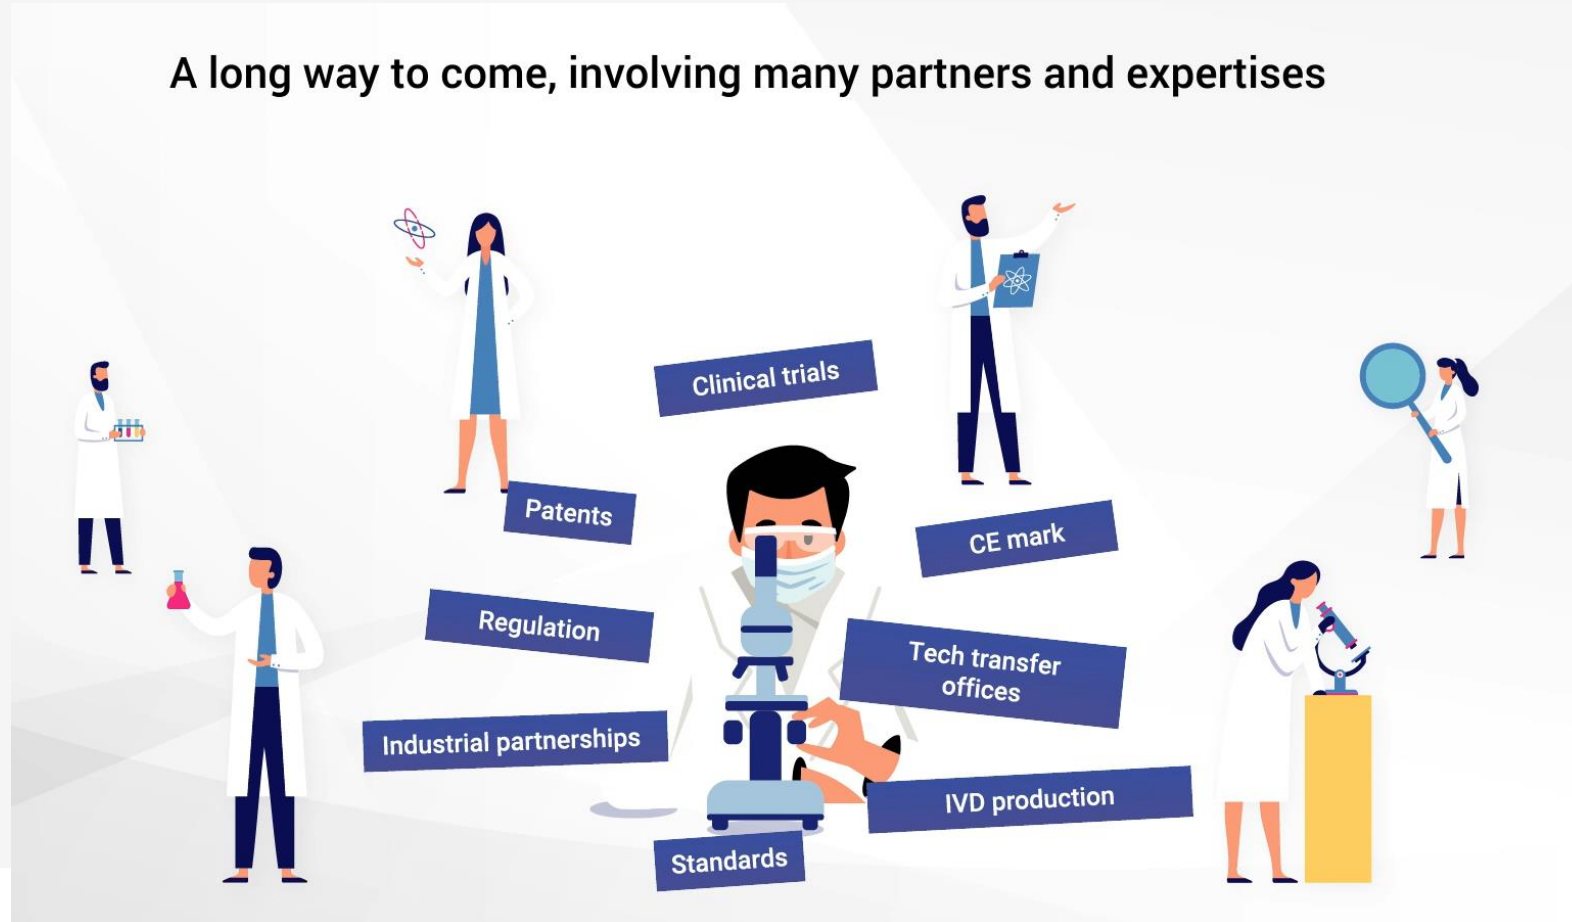 A long way to come, involving many partners and expertises
Clinical trials
Patents
CE mark
Regulation
Tech transfer
offices
Industrial partnerships
IVD production
Standards